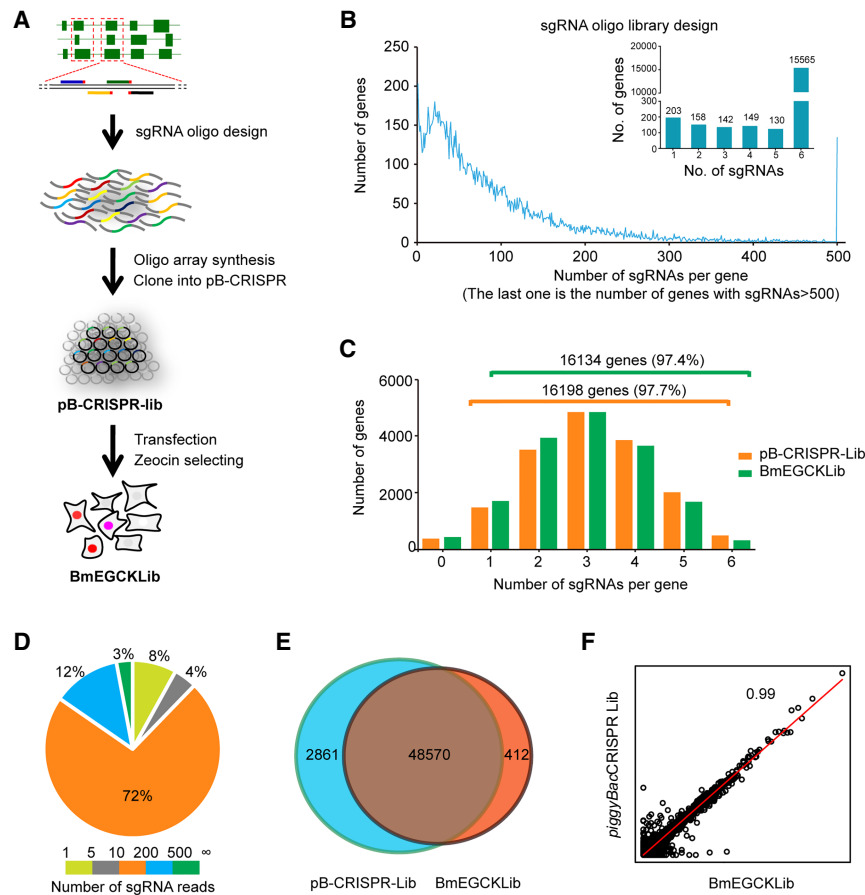 A
sgRNA oligo design
Oligo array synthesis
Clone into pB-CRISPR
pB-CRISPR-lib
Transfection
Zeocin selecting
BmEGCKLib
B
sgRNA oligo library design
Number of genes
250
200
150
100
50
0
0 100 200 300 400 500
Number of sgRNAs per gene
(The last one is the number of genes with sgRNAs>500)
No. of genes
20000
15000
10000
300
200
100
0
203 158 142 149 130 15565
1 2 3 4 5 6
No. of sgRNAs
C
16134 genes (97.4%)
16198 genes (97.7%)
Number of genes
6000
4000
2000
0
pB-CRISPR-Lib
BmEGCKLib
0 1 2 3 4 5 6
Number of sgRNAs per gene
D
3% 8%
12% 4%
72%
1 5 10 200 500 ∞
Number of sgRNA reads
E
2861 48570 412
pB-CRISPR-Lib BmEGCKLib
F
0.99
piggyBacCRISPR Lib
BmEGCKLib